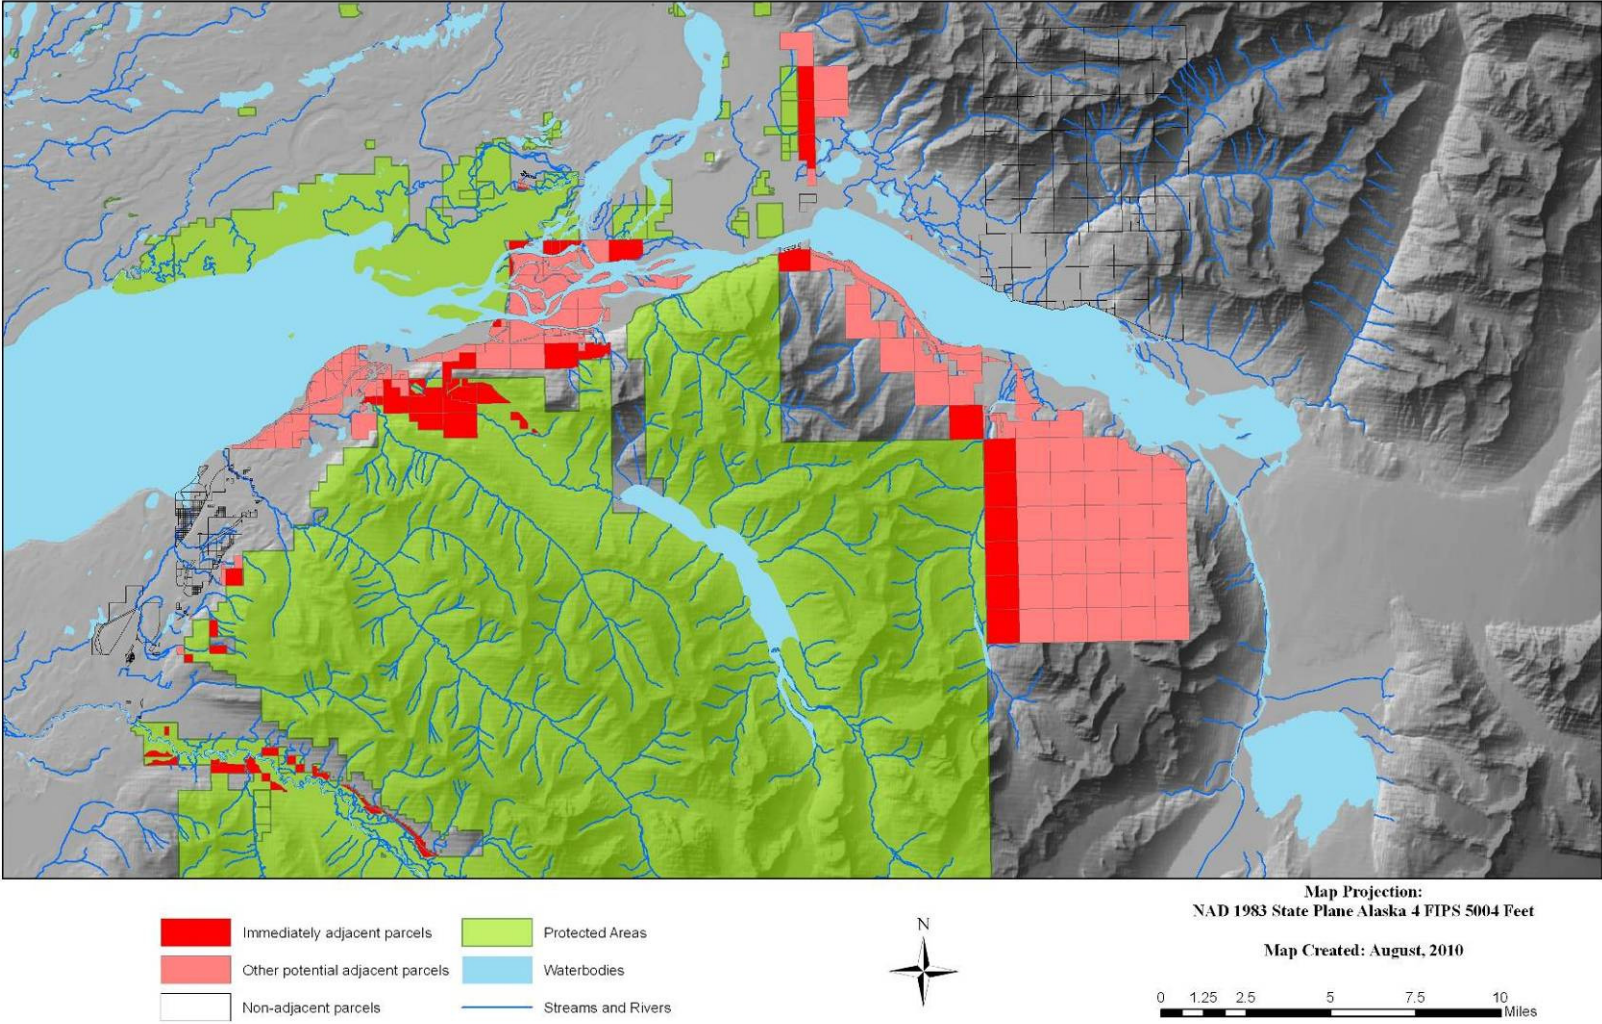 Map Projection:
NAD 1983 State Plane Alaska 4 FIPS 5004 Feet
Map Created: August, 2010
Immediately adjacent parcels
Other potential adjacent parcels
Non-adjacent parcels
Protected Areas
Waterbodies
Streams and Rivers
N
0 1.25 2.5 5 7.5 10
Miles